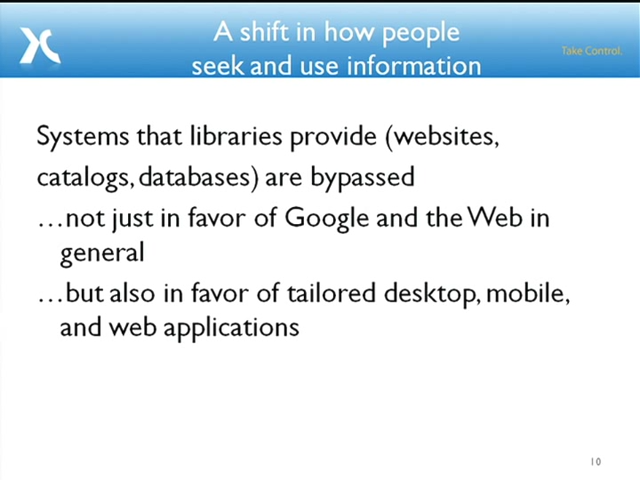 A shift in how people
seek and use information
Take Control.
Systems that libraries provide (websites,
catalogs, databases) are bypassed
…not just in favor of Google and the Web in
general
…but also in favor of tailored desktop, mobile,
and web applications
10